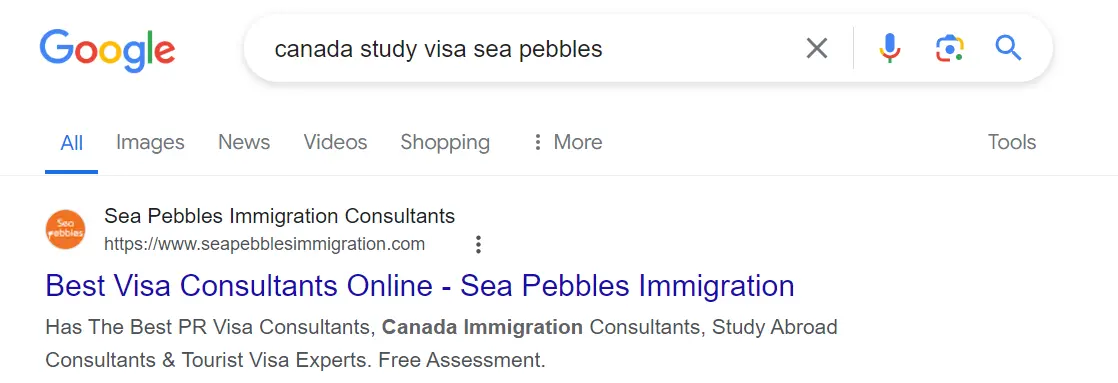 Google
canada study visa sea pebbles
All Images News Videos Shopping More Tools
Sea pebbles
Sea Pebbles Immigration Consultants
https://www.seapebblesimmigration.com
Best Visa Consultants Online - Sea Pebbles Immigration
Has The Best PR Visa Consultants, Canada Immigration Consultants, Study Abroad
Consultants & Tourist Visa Experts. Free Assessment.